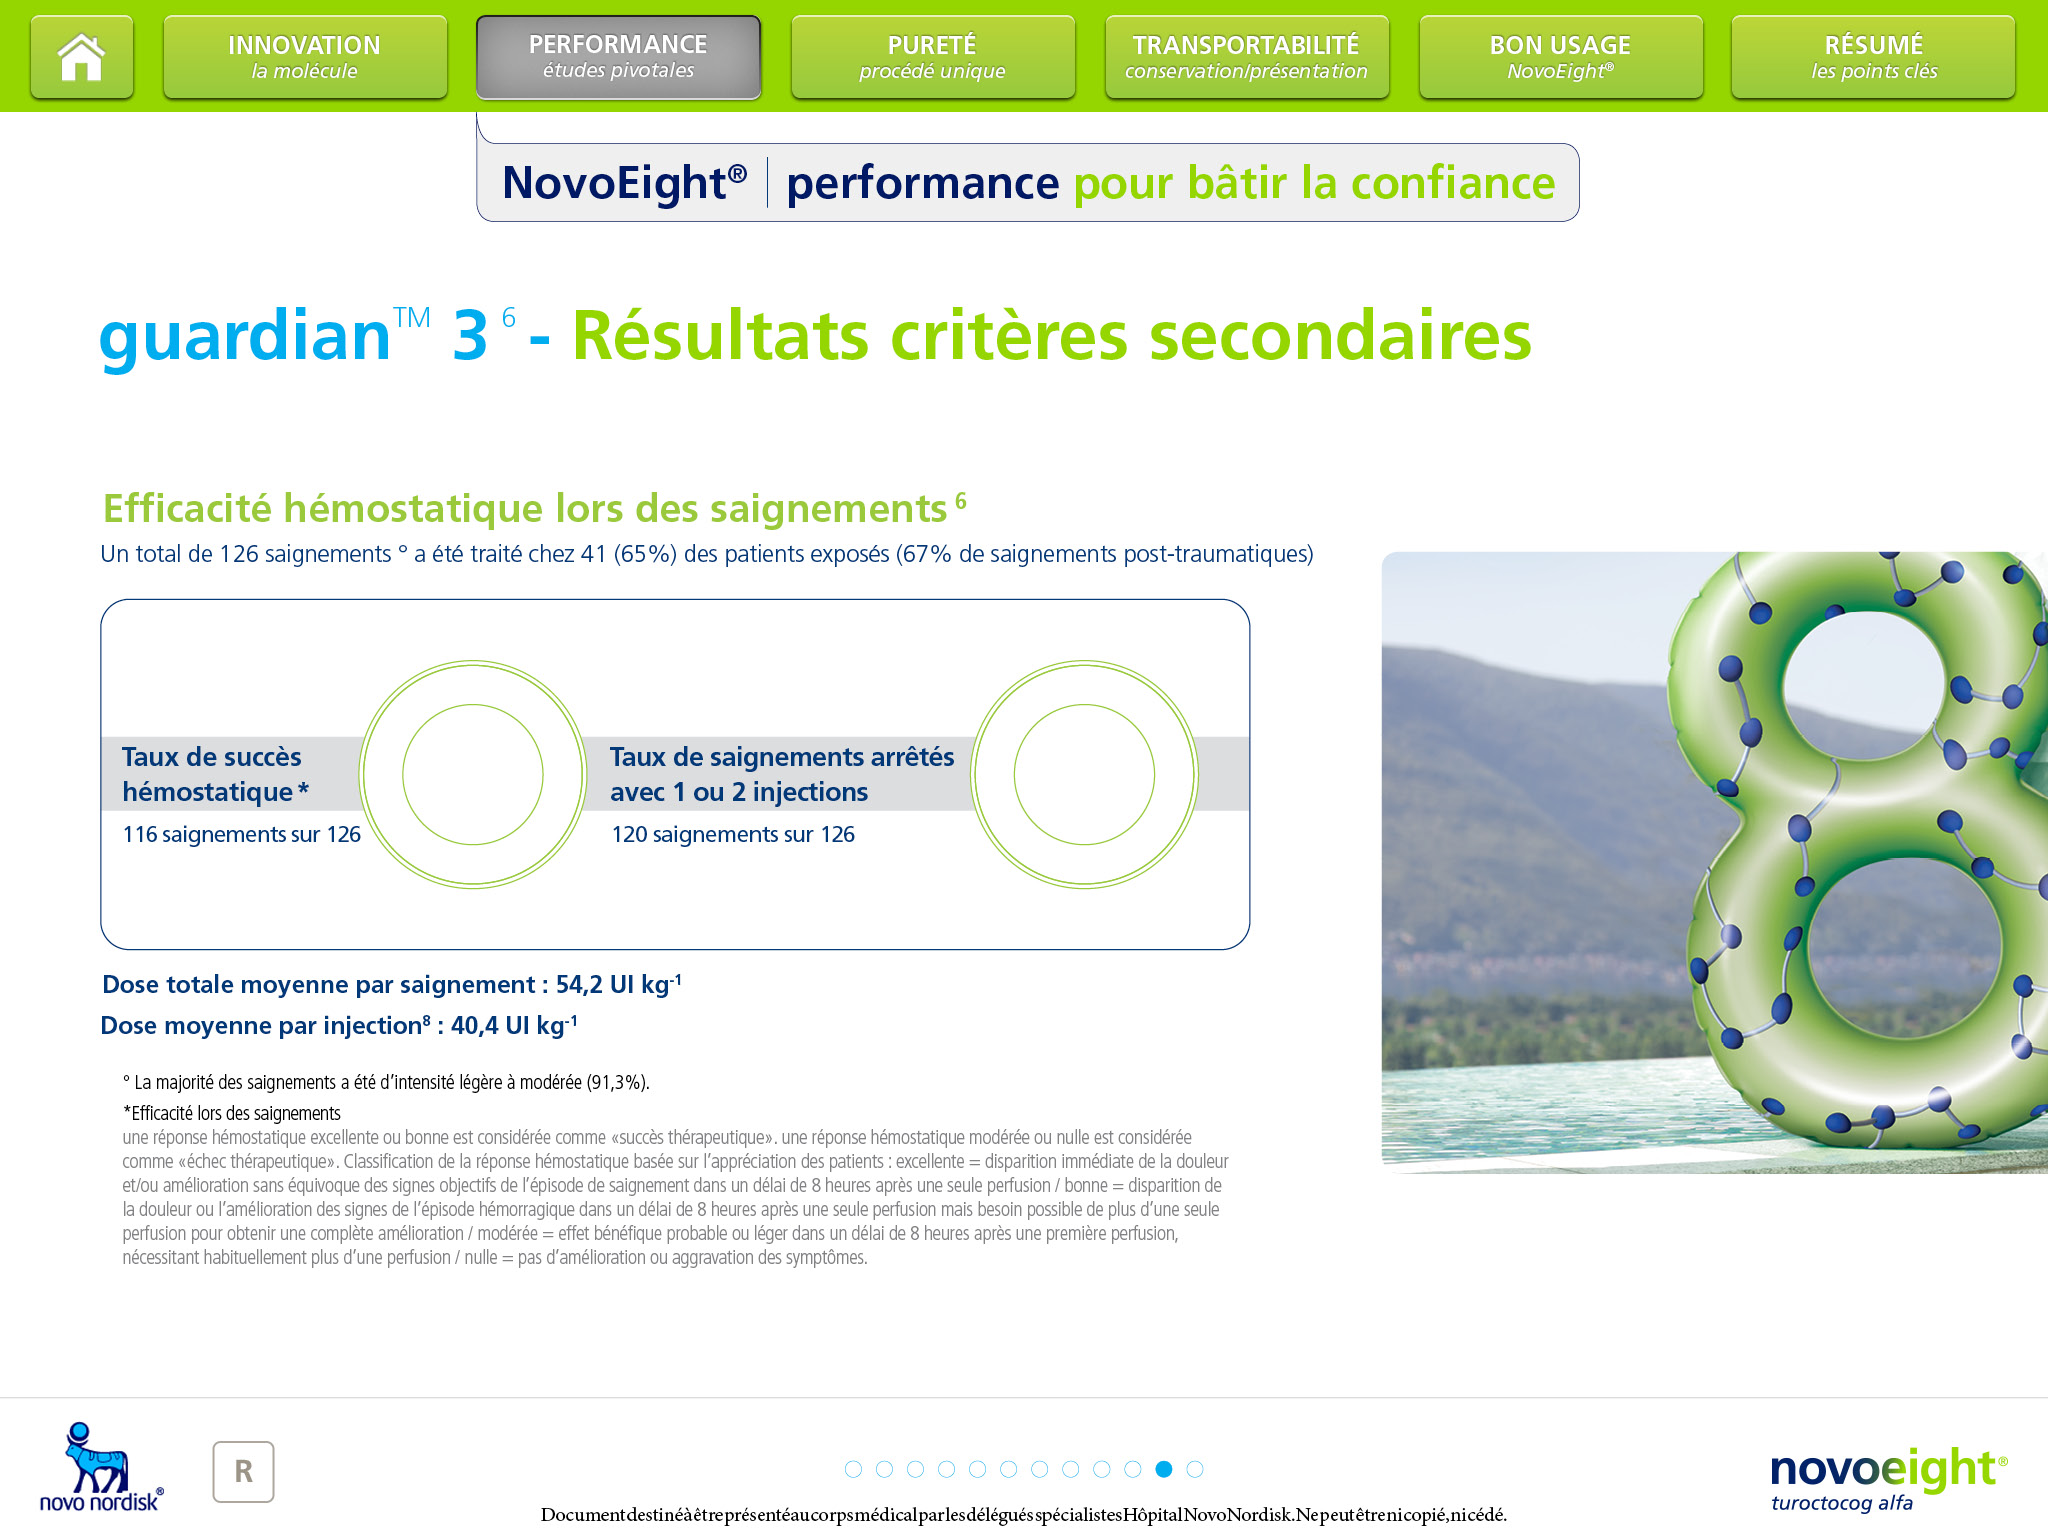 INNOVATION
la molécule
PERFORMANCE
études pivotales
PURETÉ
procédé unique
TRANSPORTABILITÉ
conservation/présentation
BON USAGE
NovoEight®
RÉSUMÉ
les points clés
NovoEight® | performance pour bâtir la confiance
guardian™ 3 6 - Résultats critères secondaires
Efficacité hémostatique lors des saignements 6
Un total de 126 saignements ° a été traité chez 41 (65%) des patients exposés (67% de saignements post-traumatiques)
Taux de succès
hémostatique *
116 saignements sur 126
Taux de saignements arrêtés
avec 1 ou 2 injections
120 saignements sur 126
Dose totale moyenne par saignement : 54,2 UI kg-1
Dose moyenne par injection8 : 40,4 UI kg-1
° La majorité des saignements a été d’intensité légère à modérée (91,3%).
*Efficacité lors des saignements
une réponse hémostatique excellente ou bonne est considérée comme «succès thérapeutique». une réponse hémostatique modérée ou nulle est considérée
comme «échec thérapeutique». Classification de la réponse hémostatique basée sur l’appréciation des patients : excellente = disparition immédiate de la douleur
et/ou amélioration sans équivoque des signes objectifs de l’épisode de saignement dans un délai de 8 heures après une seule perfusion / bonne = disparition de
la douleur ou l’amélioration des signes de l’épisode hémorragique dans un délai de 8 heures après une seule perfusion mais besoin possible de plus d’une seule
perfusion pour obtenir une complète amélioration / modérée = effet bénéfique probable ou léger dans un délai de 8 heures après une première perfusion,
nécessitant habituellement plus d’une perfusion / nulle = pas d’amélioration ou aggravation des symptômes.
novo nordisk®
R
Document destiné à être présenté au corps médical par les délégués spécialistes Hôpital Novo Nordisk. Ne peut être ni copié, ni cédé.
novoeight®
turoctocog alfa